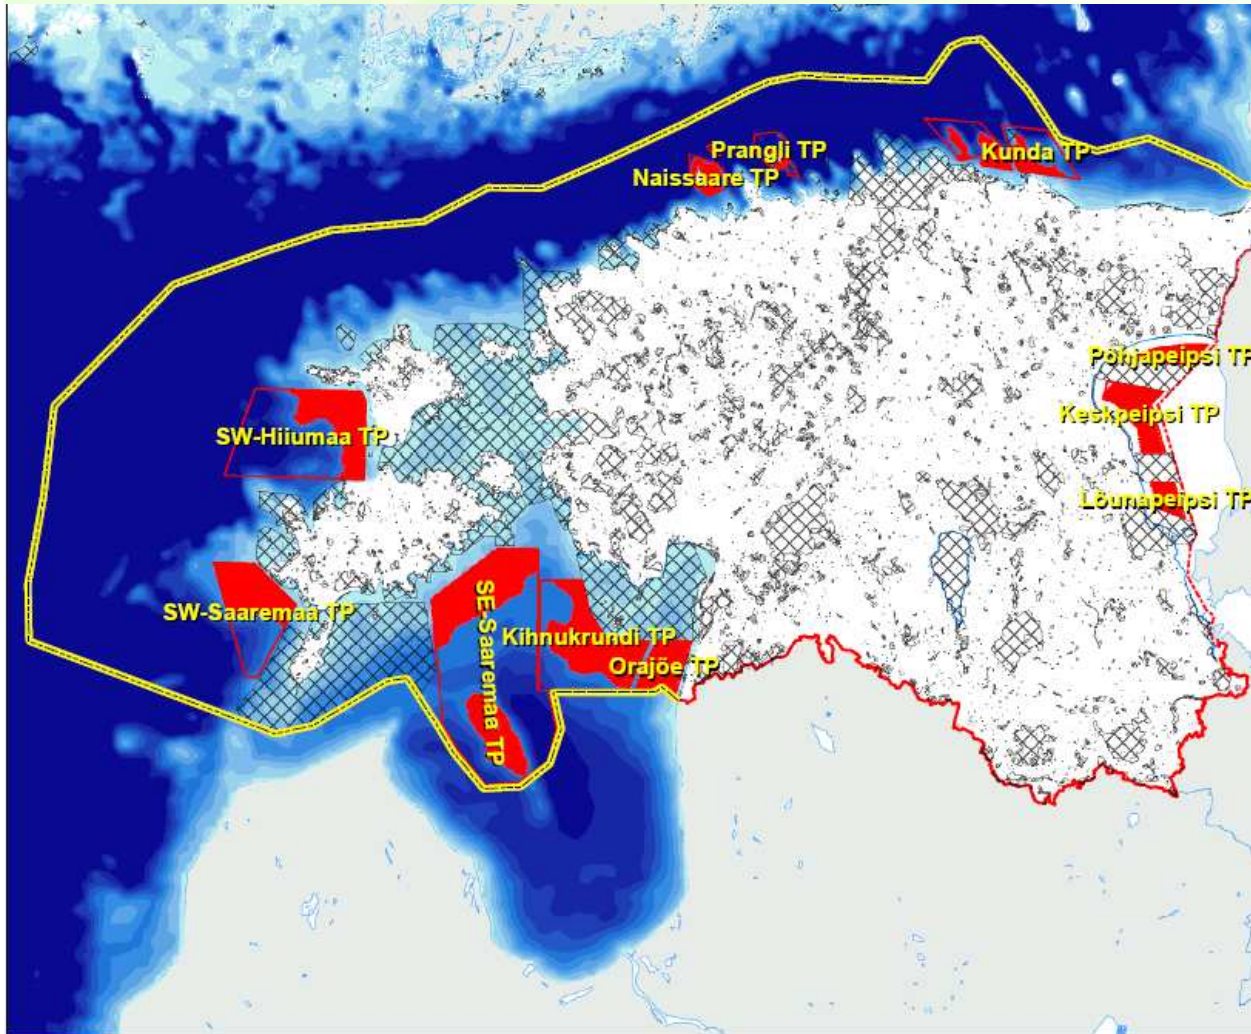 Prangli TP
Kunda TP
Naissaare TP
Põhjapeipsi TP
Keskpeipsi TP
SW-Hiiumaa TP
Lõunapeipsi TP
SW-Saaremaa TP
SE-Saaremaa TP
Kihnukrundi TP
Orajõe TP